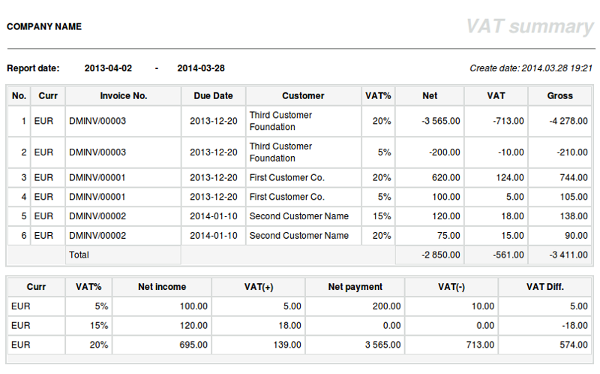 COMPANY NAME VAT summary
Report date: 2013-04-02 - 2014-03-28 Create date: 2014.03.28 19:21
No. Curr Invoice No. Due Date Customer VAT% Net VAT Gross
1 EUR DMINV/00003 2013-12-20 Third Customer Foundation 20% -3 565.00 -713.00 -4 278.00
2 EUR DMINV/00003 2013-12-20 Third Customer Foundation 5% -200.00 -10.00 -210.00
3 EUR DMINV/00001 2013-12-20 First Customer Co. 20% 620.00 124.00 744.00
4 EUR DMINV/00001 2013-12-20 First Customer Co. 5% 100.00 5.00 105.00
5 EUR DMINV/00002 2014-01-10 Second Customer Name 15% 120.00 18.00 138.00
6 EUR DMINV/00002 2014-01-10 Second Customer Name 20% 75.00 15.00 90.00
Total -2 850.00 -561.00 -3 411.00
Curr VAT% Net income VAT(+) Net payment VAT(-) VAT Diff.
EUR 5% 100.00 5.00 200.00 10.00 5.00
EUR 15% 120.00 18.00 0.00 0.00 -18.00
EUR 20% 695.00 139.00 3 565.00 713.00 574.00